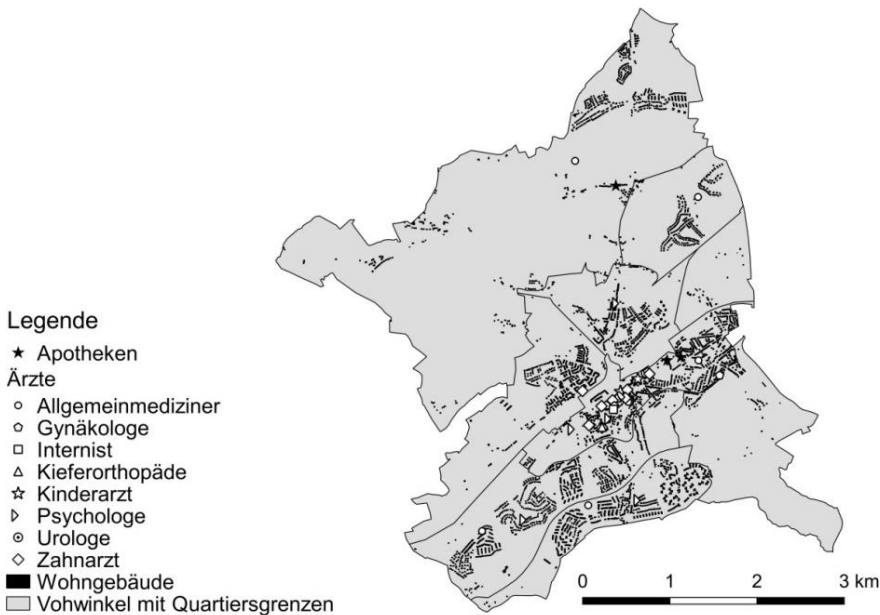 Legende
Apotheken
Ärzte
Allgemeinmediziner
Gynäkologe
Internist
Kieferorthopäde
Kinderarzt
Psychologe
Urologe
Zahnarzt
Wohngebäude
Vohwinkel mit Quartiersgrenzen
0 1 2 3 km